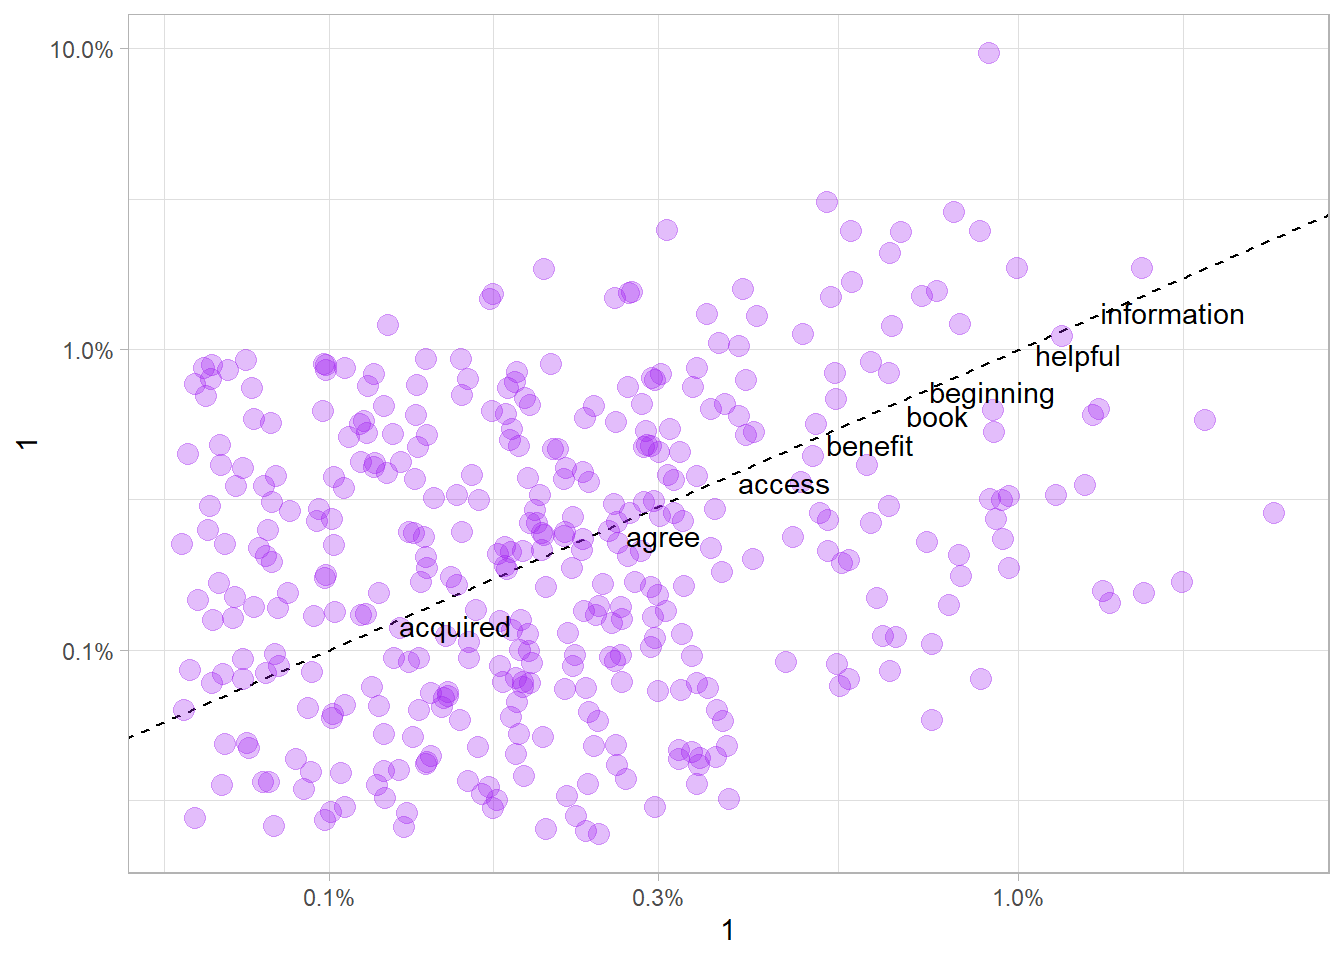 10.0%
1.0%
0.1%
1
information
helpful
beginning
book
benefit
access
agree
acquired
0.1%
0.3%
1.0%
1